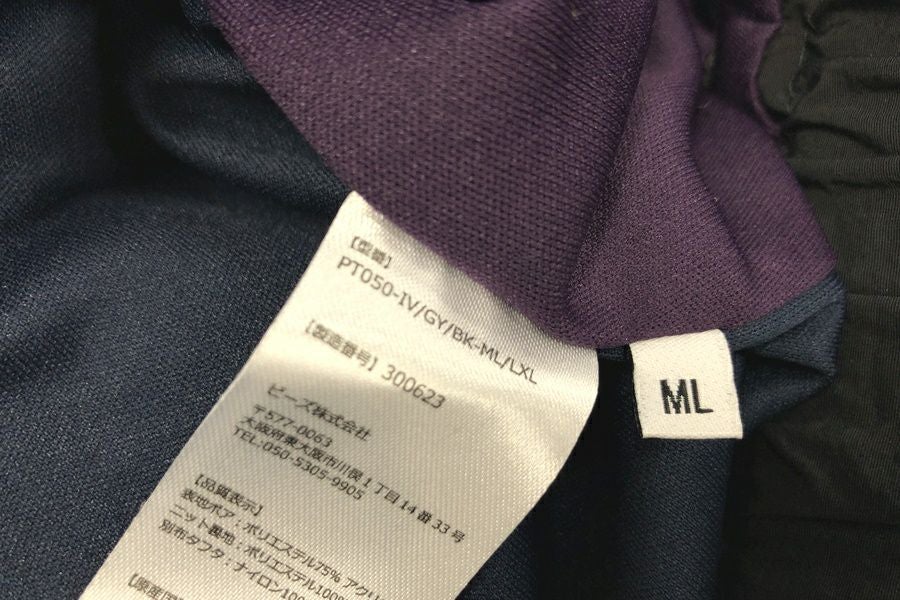 【型番】
PT050-IV/GY/BK-ML/LXL
【製造番号】300623
ビーズ株式会社
〒577-0063
大阪府東大阪市川俣1丁目14番33号
TEL:050-5305-9905
【品質表示】
表地ボア:ポリエステル75% アクリ
ニット裏地:ポリエステル100%
別布タフタ:ナイロン100
【原産国
ML